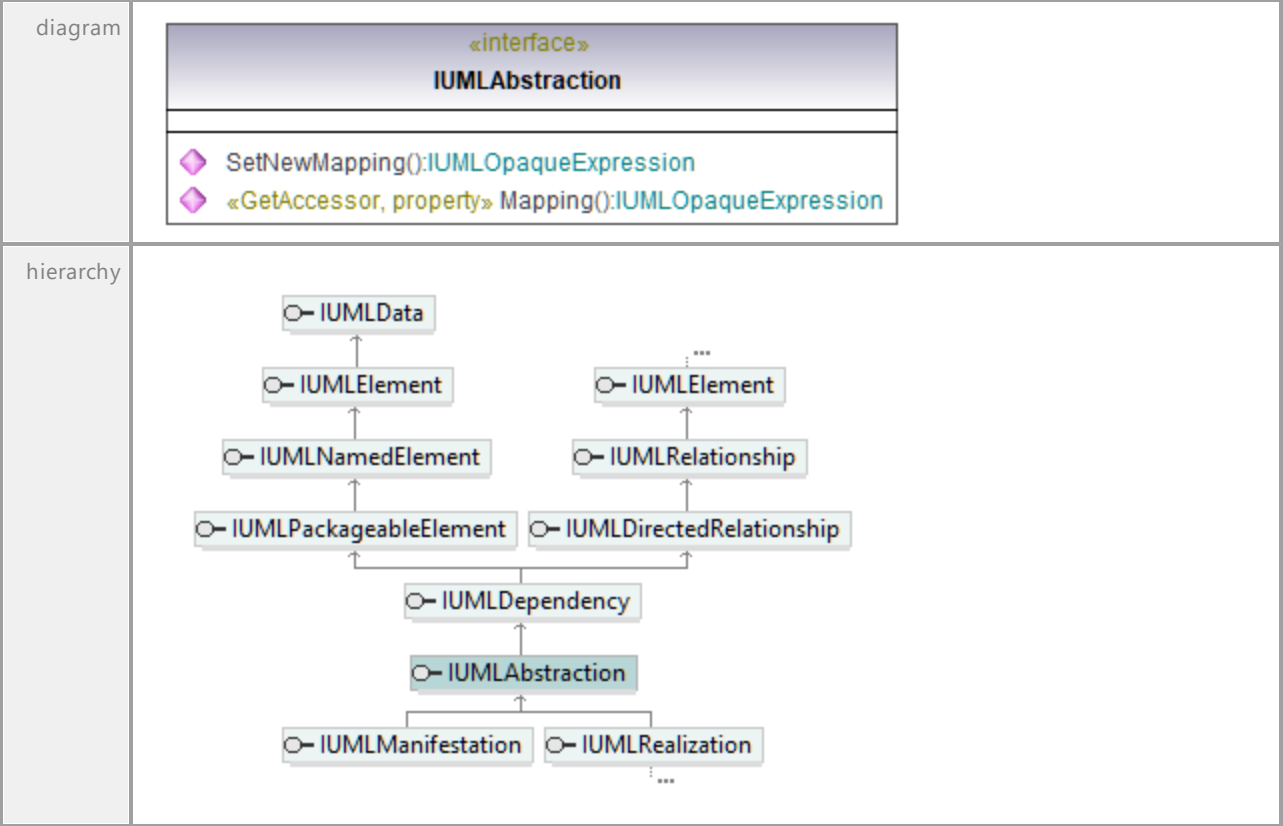 diagram
«interface»
IUMLAbstraction
SetNewMapping():IUMLOpaqueExpression
«GetAccessor, property» Mapping():IUMLOpaqueExpression
hierarchy
IUMLData
...
IUMLElement IUMLElement
IUMLNamedElement IUMLRelationship
IUMLPackageableElement IUMLDirectedRelationship
IUMLDependency
IUMLAbstraction
IUMLManifestation IUMLRealization
...